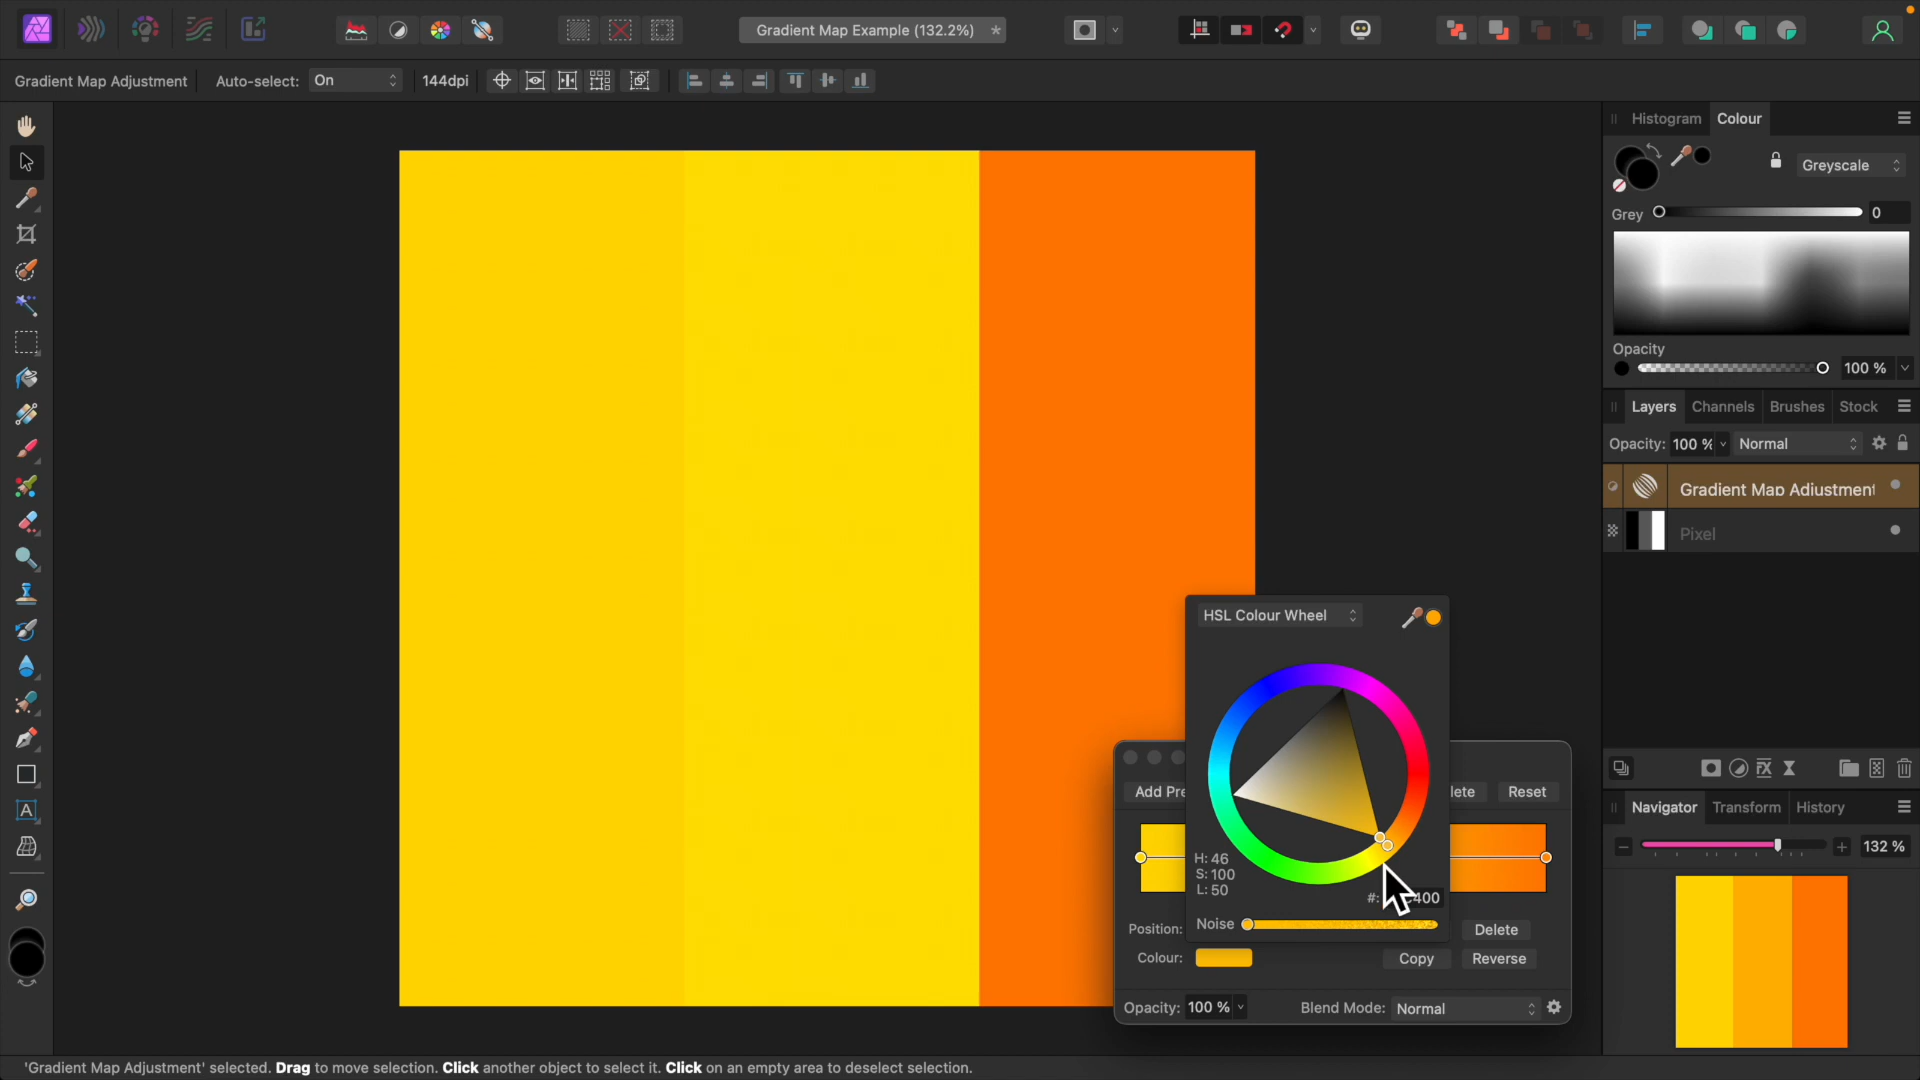 Gradient Map Example (132.2%) *
Gradient Map Adjustment
Auto-select: On
144dpi
Histogram Colour
Greyscale
Grey 0
Opacity
100 %
Layers Channels Brushes Stock
Opacity: 100 % Normal
Gradient Map Adjustment
Pixel
HSL Colour Wheel
H: 46
S: 100
L: 50
#: 400
Noise
Reset
Position: Delete
Colour: Copy Reverse
Opacity: 100 % Blend Mode: Normal
Navigator Transform History
132 %
'Gradient Map Adjustment' selected. Drag to move selection. Click another object to select it. Click on an empty area to deselect selection.